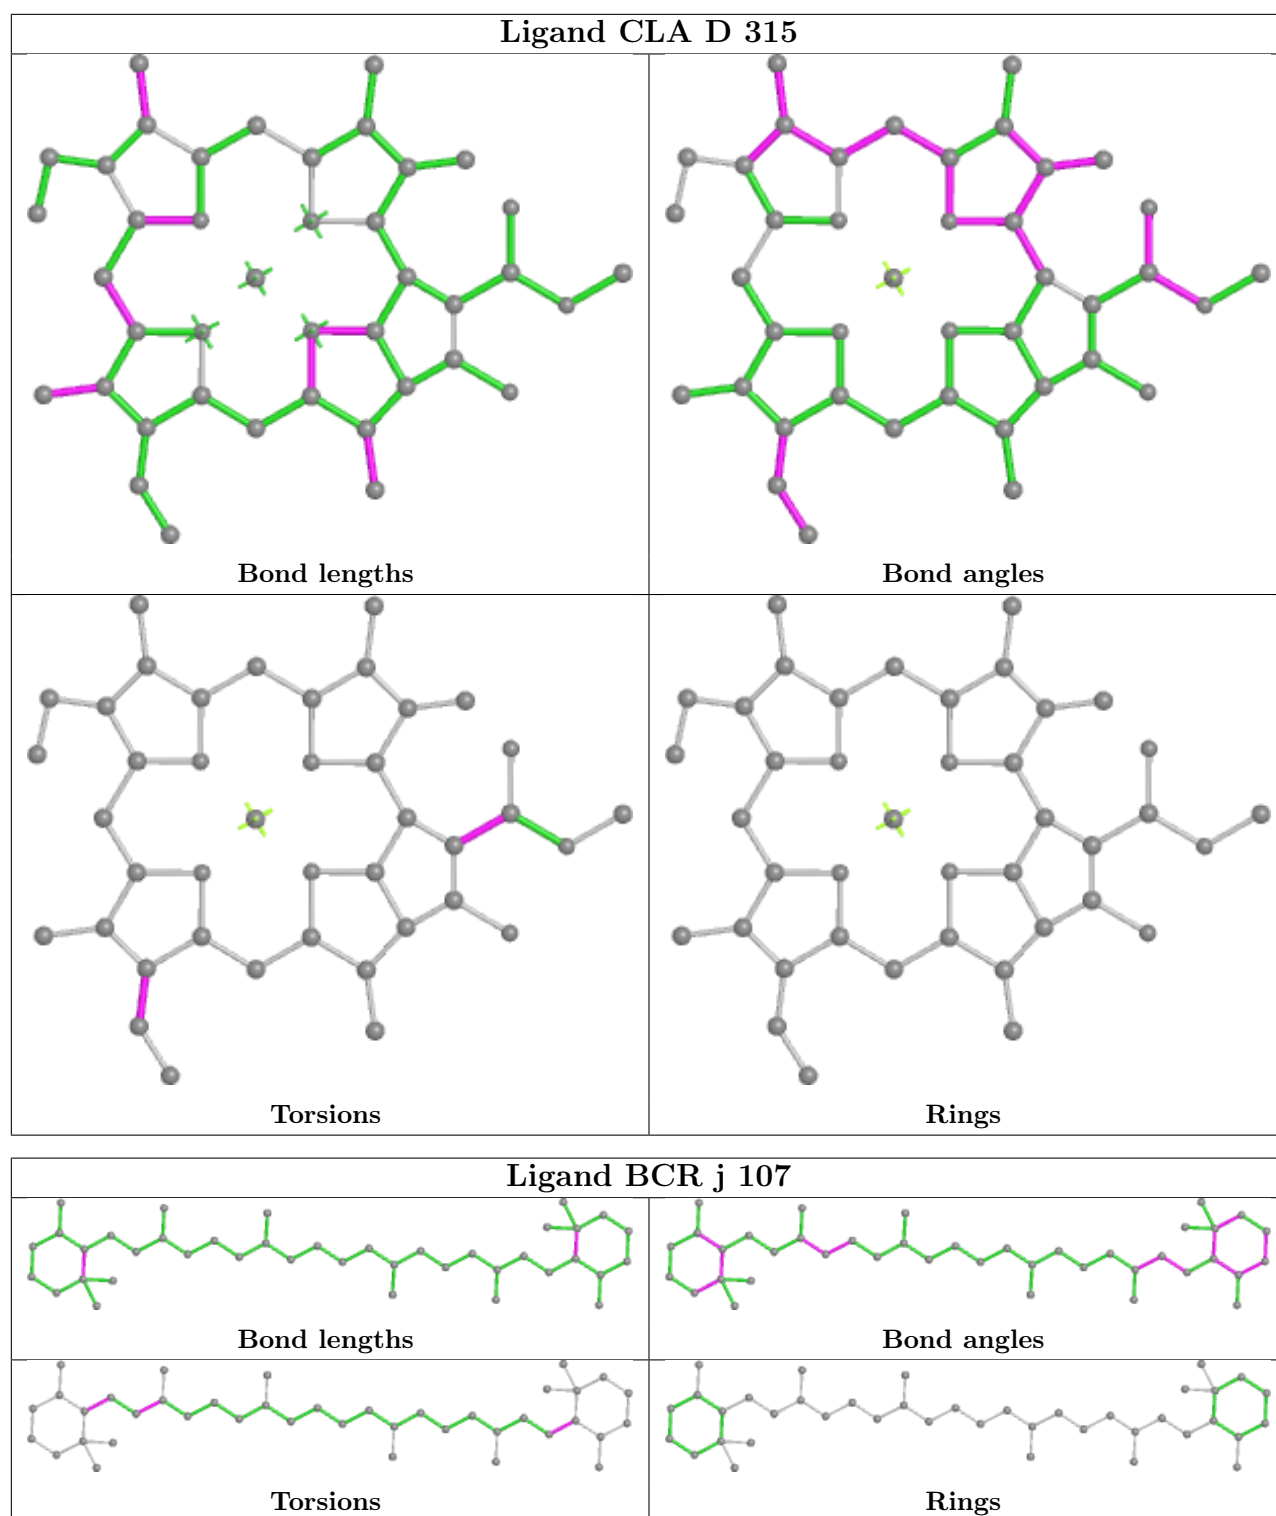 Ligand CLA D 315
Bond lengths
Bond angles
Torsions
Rings
Ligand BCR j 107
Bond lengths
Bond angles
Torsions
Rings